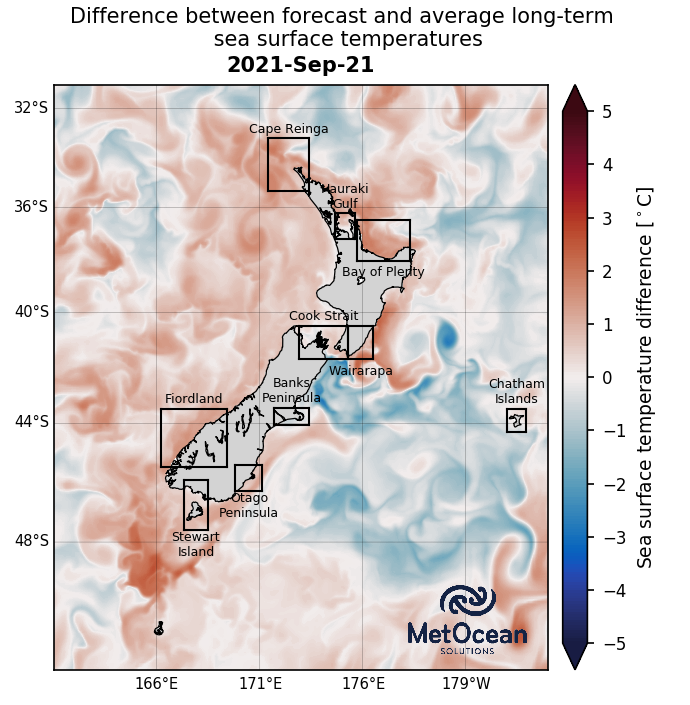 Difference between forecast and average long-term
sea surface temperatures
2021-Sep-21
32°S
36°S
40°S
44°S
48°S
166°E
171°E
176°E
179°W
Cape Reinga
Hauraki
Gulf
Bay of Plenty
Cook Strait
Wairarapa
Banks
Peninsula
Fiordland
Chatham
Islands
Otago
Peninsula
Stewart
Island
MetOcean
SOLUTIONS
5
4
3
2
1
0
−1
−2
−3
−4
−5
Sea surface temperature difference [°C]